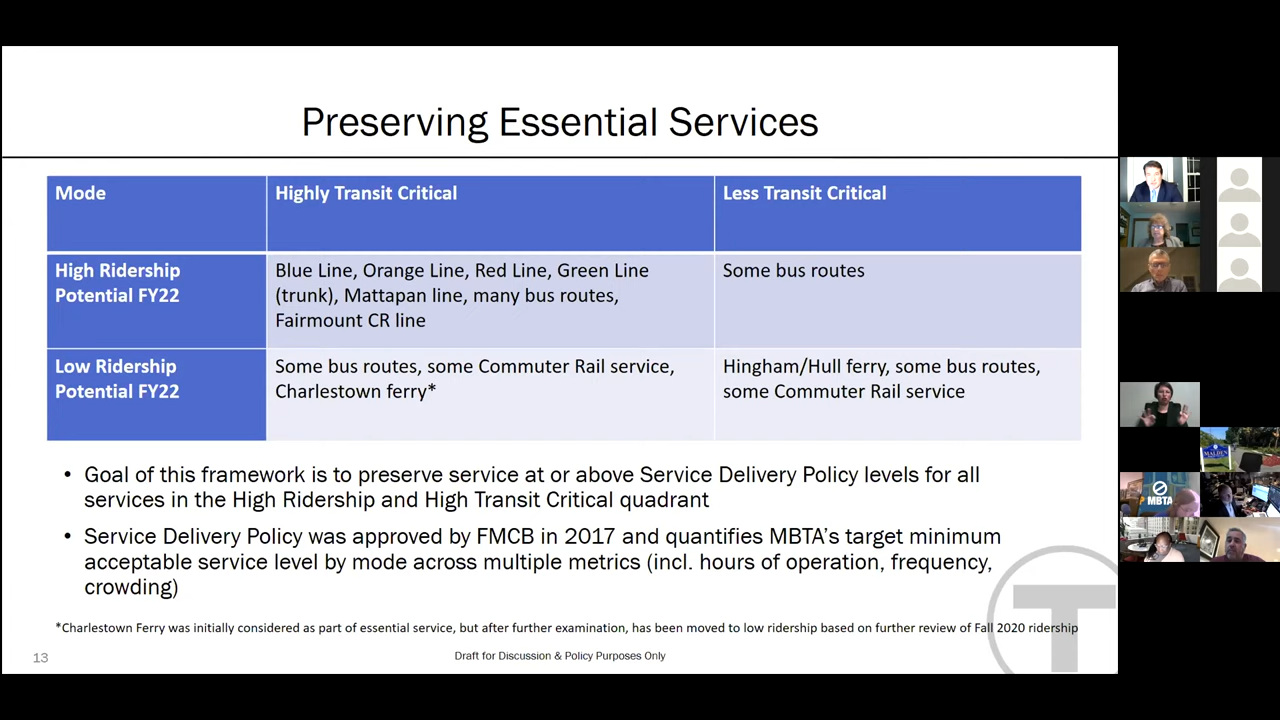 Preserving Essential Services
Mode
Highly Transit Critical
Less Transit Critical
High Ridership
Potential FY22
Blue Line, Orange Line, Red Line, Green Line
(trunk), Mattapan line, many bus routes,
Fairmount CR line
Some bus routes
Low Ridership
Potential FY22
Some bus routes, some Commuter Rail service,
Charlestown ferry*
Hingham/Hull ferry, some bus routes,
some Commuter Rail service
• Goal of this framework is to preserve service at or above Service Delivery Policy levels for all
services in the High Ridership and High Transit Critical quadrant
• Service Delivery Policy was approved by FMCB in 2017 and quantifies MBTA’s target minimum
acceptable service level by mode across multiple metrics (incl. hours of operation, frequency,
crowding)
*Charlestown Ferry was initially considered as part of essential service, but after further examination, has been moved to low ridership based on further review of Fall 2020 ridership
13
Draft for Discussion & Policy Purposes Only
T
MALDEN
MBTA